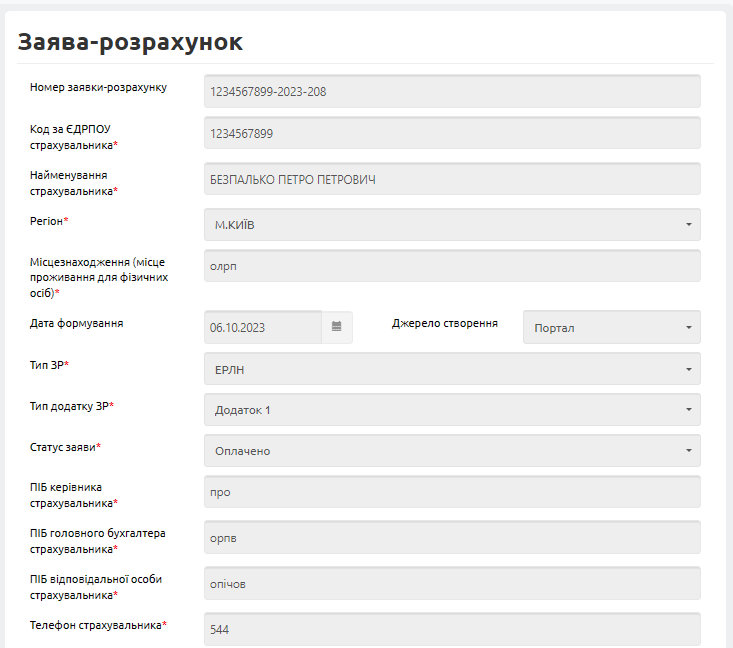 Заява-розрахунок
Номер заявки-розрахунку
1234567899-2023-208
Код за ЄДРПОУ
страхувальника*
1234567899
Найменування
страхувальника*
БЕЗПАЛЬКО ПЕТРО ПЕТРОВИЧ
Регіон*
М.КИЇВ
Місцезнаходження (місце
проживання для фізичних
осіб)*
олрп
Дата формування
06.10.2023
Джерело створення
Портал
Тип ЗР*
ЕРЛН
Тип додатку ЗР*
Додаток 1
Статус заяви*
Оплачено
ПІБ керівника
страхувальника*
про
ПІБ головного бухгалтера
страхувальника*
орпв
ПІБ відповідальної особи
страхувальника*
опічов
Телефон страхувальника*
544